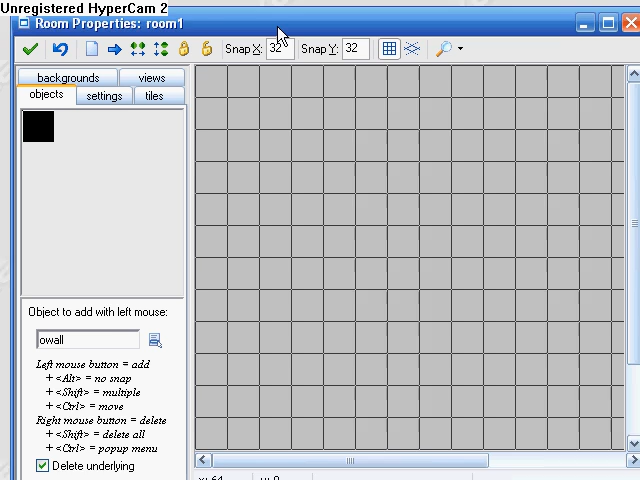 Unregistered HyperCam 2
Room Properties: room1
Snap X: 32 Snap Y: 32
backgrounds views
objects settings tiles
Object to add with left mouse:
owall
Left mouse button = add
+ <Alt> = no snap
+ <Shift> = multiple
+ <Ctrl> = move
Right mouse button = delete
+ <Shift> = delete all
+ <Ctrl> = popup menu
Delete underlying